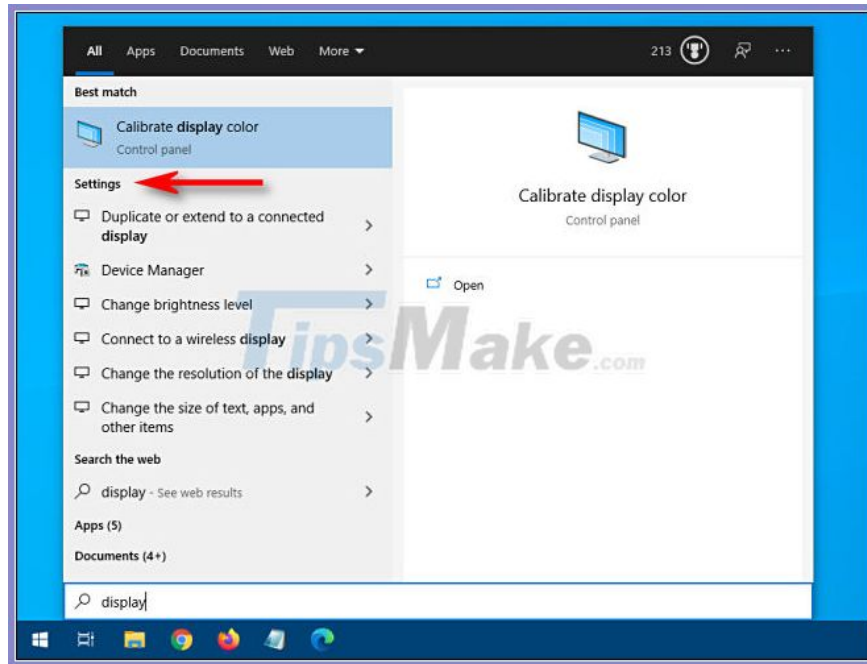 All Apps Documents Web More
213
Best match
Calibrate display color
Control panel
Settings
Duplicate or extend to a connected
display
Device Manager
Change brightness level
Connect to a wireless display
Change the resolution of the display
Change the size of text, apps, and
other items
Search the web
display - See web results
Apps (5)
Documents (4+)
display
Calibrate display color
Control panel
Open
TipsMake.com